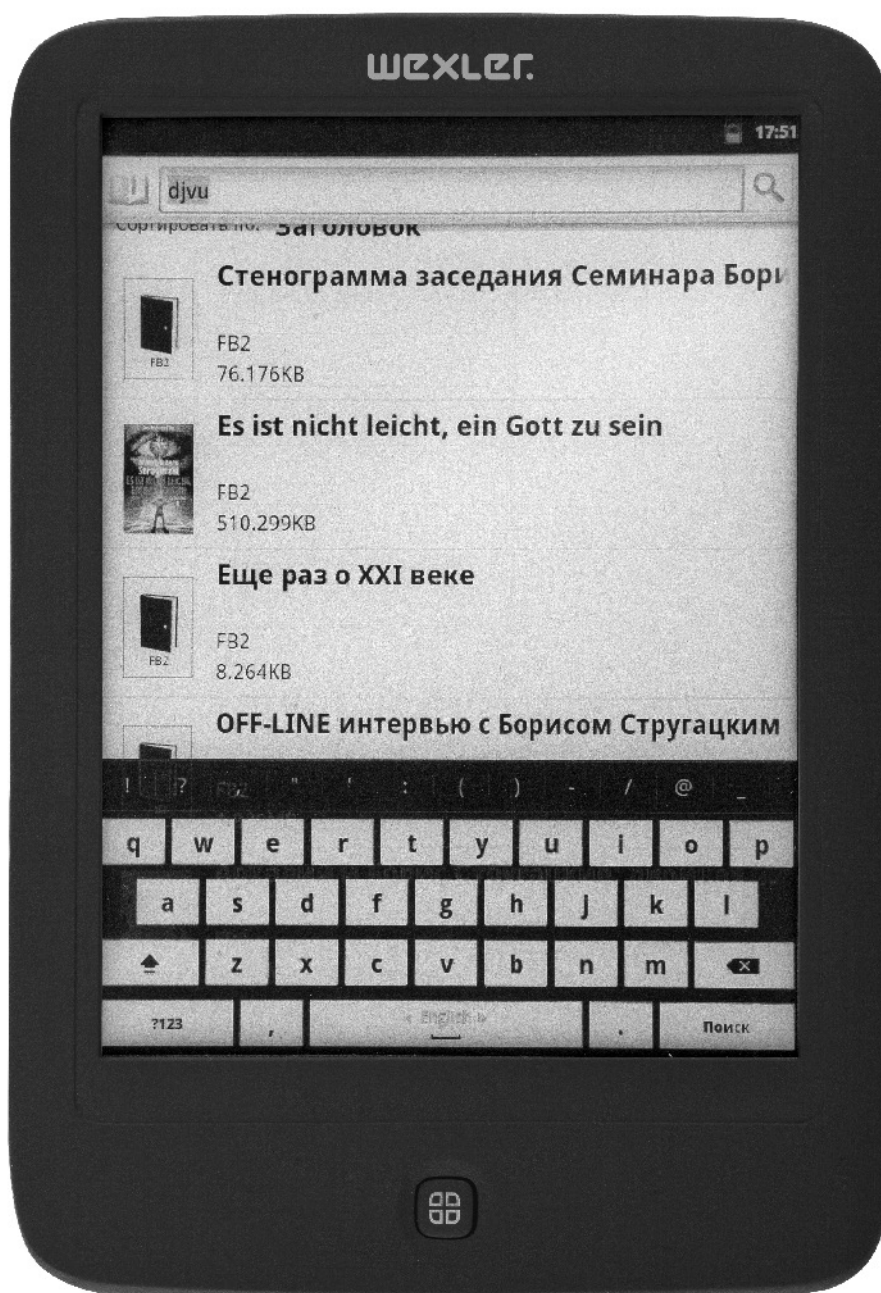 wexler.
17:51
djvu
Сортировать по: Заголовок
Стенограмма заседания Семинара Бори
FB2
FB2
76.176KB
Es ist nicht leicht, ein Gott zu sein
FB2
510.299KB
Еще раз о XXI веке
FB2
FB2
8.264KB
OFF-LINE интервью с Борисом Стругацким
! ? FB2 " ' : ( ) - / @ _
q w e r t y u i o p
a s d f g h j k l
z x c v b n m
?123 , < English > . Поиск